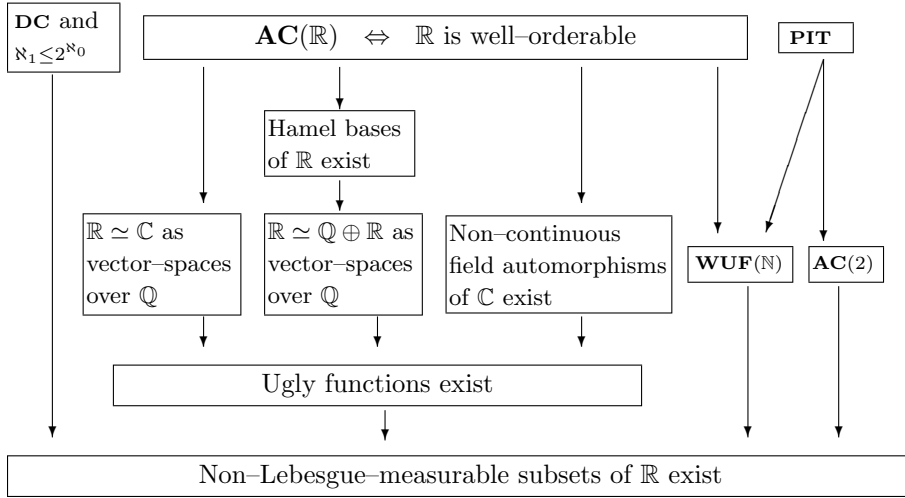 DC and
ℵ₁≤2^ℵ₀
AC(ℝ) ⇔ ℝ is well–orderable
PIT
Hamel bases
of ℝ exist
ℝ ≃ ℂ as
vector–spaces
over ℚ
ℝ ≃ ℚ ⊕ ℝ as
vector–spaces
over ℚ
Non–continuous
field automorphisms
of ℂ exist
WUF(ℕ)
AC(2)
Ugly functions exist
Non–Lebesgue–measurable subsets of ℝ exist